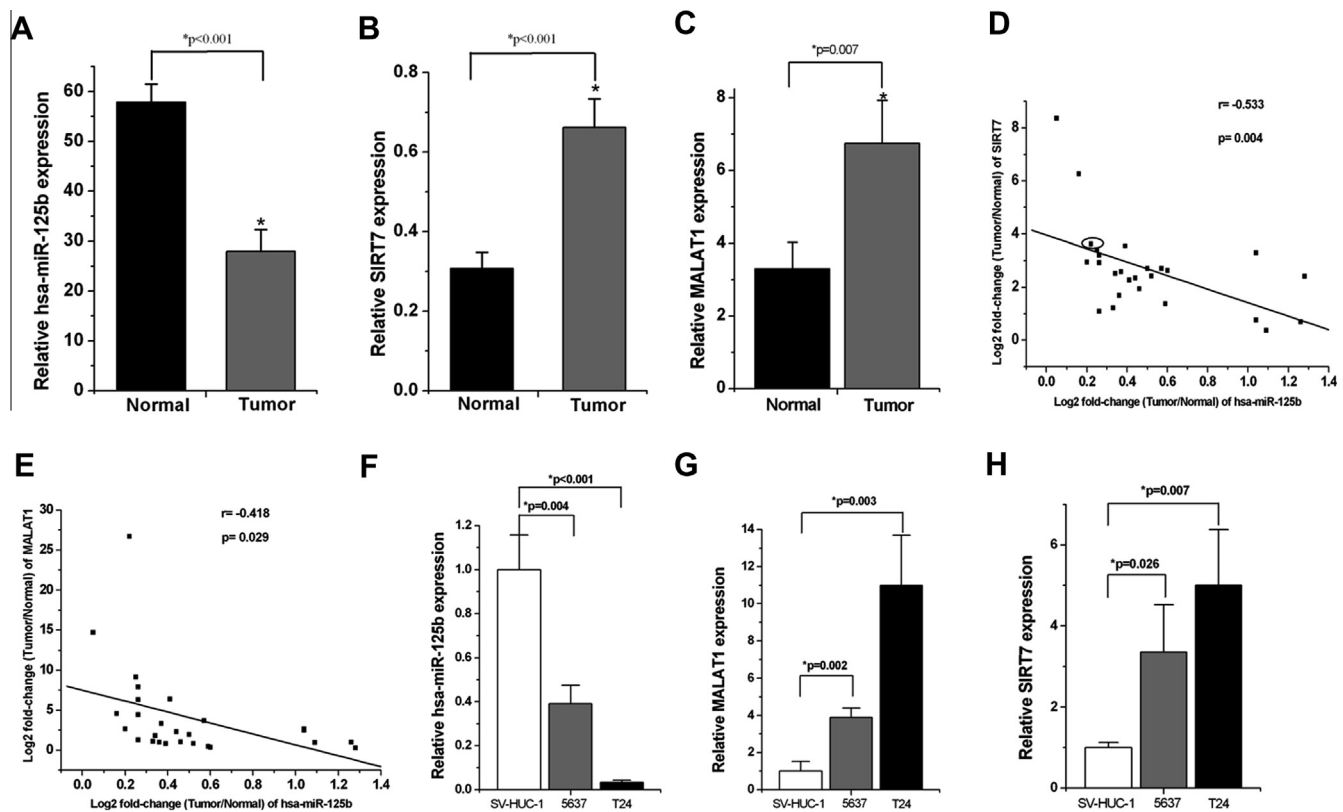 A
*p<0.001
Relative hsa-miR-125b expression
70
60
50
40
30
20
10
0
*
Normal
Tumor
B
*p<0.001
Relative SIRT7 expression
0.8
0.6
0.4
0.2
0.0
*
Normal
Tumor
C
*p=0.007
Relative MALAT1 expression
8
6
4
2
0
*
Normal
Tumor
D
Log2 fold-change (Tumor/Normal) of SIRT7
8
6
4
2
0
r= -0.533
p= 0.004
0.0 0.2 0.4 0.6 0.8 1.0 1.2 1.4
Log2 fold-change (Tumor/Normal) of hsa-miR-125b
E
Log2 fold-change (Tumor/Normal) of MALAT1
30
25
20
15
10
5
0
r= -0.418
p= 0.029
0.0 0.2 0.4 0.6 0.8 1.0 1.2 1.4
Log2 fold-change (Tumor/Normal) of hsa-miR-125b
F
*p<0.001
*p=0.004
Relative hsa-miR-125b expression
1.2
1.0
0.8
0.6
0.4
0.2
0.0
SV-HUC-1 5637 T24
G
*p=0.003
*p=0.002
Relative MALAT1 expression
14
12
10
8
6
4
2
0
SV-HUC-1 5637 T24
H
*p=0.007
*p=0.026
Relative SIRT7 expression
6
4
2
0
SV-HUC-1 5637 T24